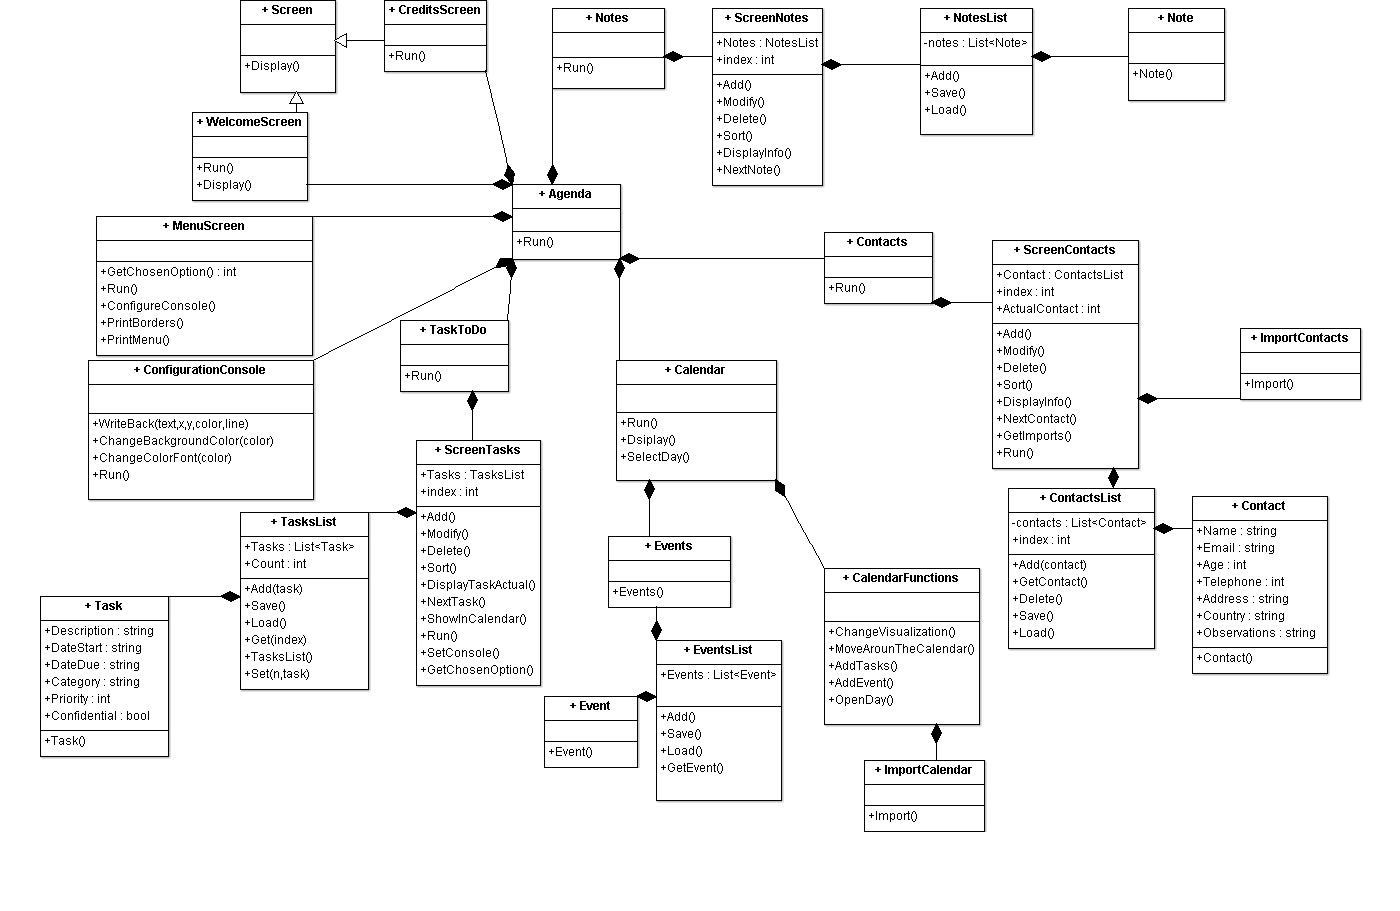 + Screen
+Display()
+ CreditsScreen
+Run()
+ Notes
+Run()
+ ScreenNotes
+Notes : NotesList
+index : int
+Add()
+Modify()
+Delete()
+Sort()
+DisplayInfo()
+NextNote()
+ NotesList
-notes : List<Note>
+Add()
+Save()
+Load()
+ Note
+Note()
+ WelcomeScreen
+Run()
+Display()
+ Agenda
+Run()
+ MenuScreen
+GetChosenOption() : int
+Run()
+ConfigureConsole()
+PrintBorders()
+PrintMenu()
+ Contacts
+Run()
+ ScreenContacts
+Contact : ContactsList
+index : int
+ActualContact : int
+Add()
+Modify()
+Delete()
+Sort()
+DisplayInfo()
+NextContact()
+GetImports()
+Run()
+ ImportContacts
+Import()
+ ConfigurationConsole
+WriteBack(text,x,y,color,line)
+ChangeBackgroundColor(color)
+ChangeColorFont(color)
+Run()
+ TaskToDo
+Run()
+ Calendar
+Run()
+Dsiplay()
+SelectDay()
+ ScreenTasks
+Tasks : TasksList
+index : int
+Add()
+Modify()
+Delete()
+Sort()
+DisplayTaskActual()
+NextTask()
+ShowInCalendar()
+Run()
+SetConsole()
+GetChosenOption()
+ ContactsList
-contacts : List<Contact>
+index : int
+Add(contact)
+GetContact()
+Delete()
+Save()
+Load()
+ Contact
+Name : string
+Email : string
+Age : int
+Telephone : int
+Address : string
+Country : string
+Observations : string
+Contact()
+ TasksList
+Tasks : List<Task>
+Count : int
+Add(task)
+Save()
+Load()
+Get(index)
+TasksList()
+Set(n,task)
+ Events
+Events()
+ CalendarFunctions
+ChangeVisualization()
+MoveArounTheCalendar()
+AddTasks()
+AddEvent()
+OpenDay()
+ Task
+Description : string
+DateStart : string
+DateDue : string
+Category : string
+Priority : int
+Confidential : bool
+Task()
+ EventsList
+Events : List<Event>
+Add()
+Save()
+Load()
+GetEvent()
+ Event
+Event()
+ ImportCalendar
+Import()